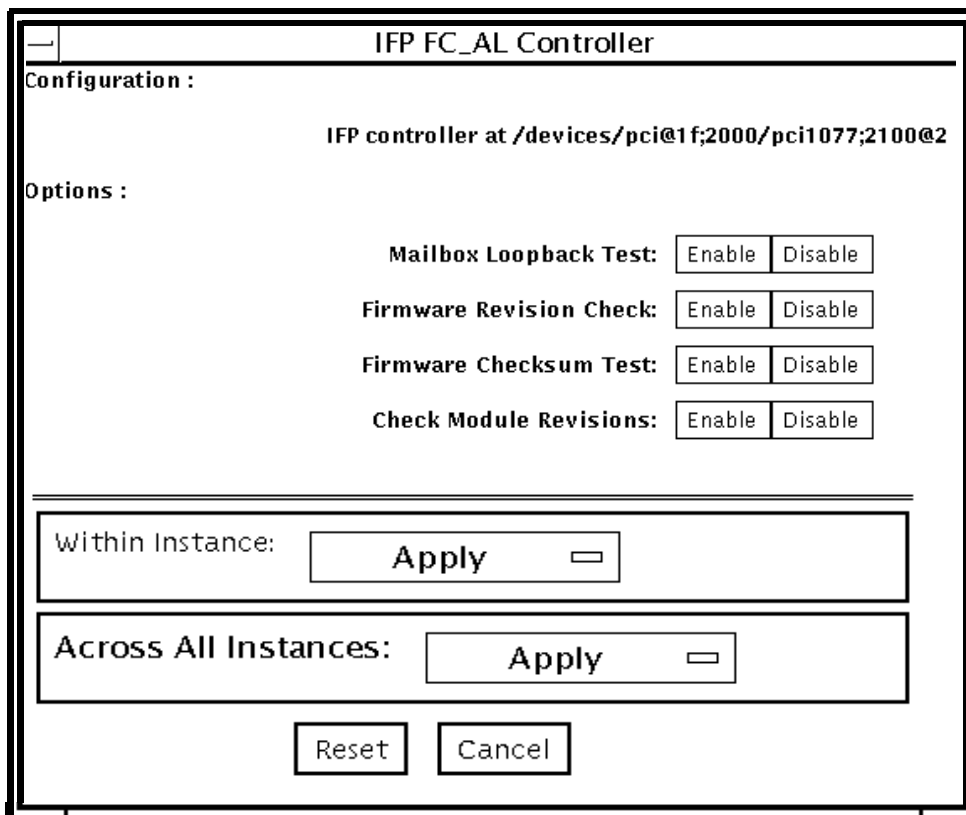 IFP FC_AL Controller
Configuration :
IFP controller at /devices/pci@1f;2000/pci1077;2100@2
Options :
Mailbox Loopback Test: Enable Disable
Firmware Revision Check: Enable Disable
Firmware Checksum Test: Enable Disable
Check Module Revisions: Enable Disable
Within Instance: Apply
Across All Instances: Apply
Reset Cancel